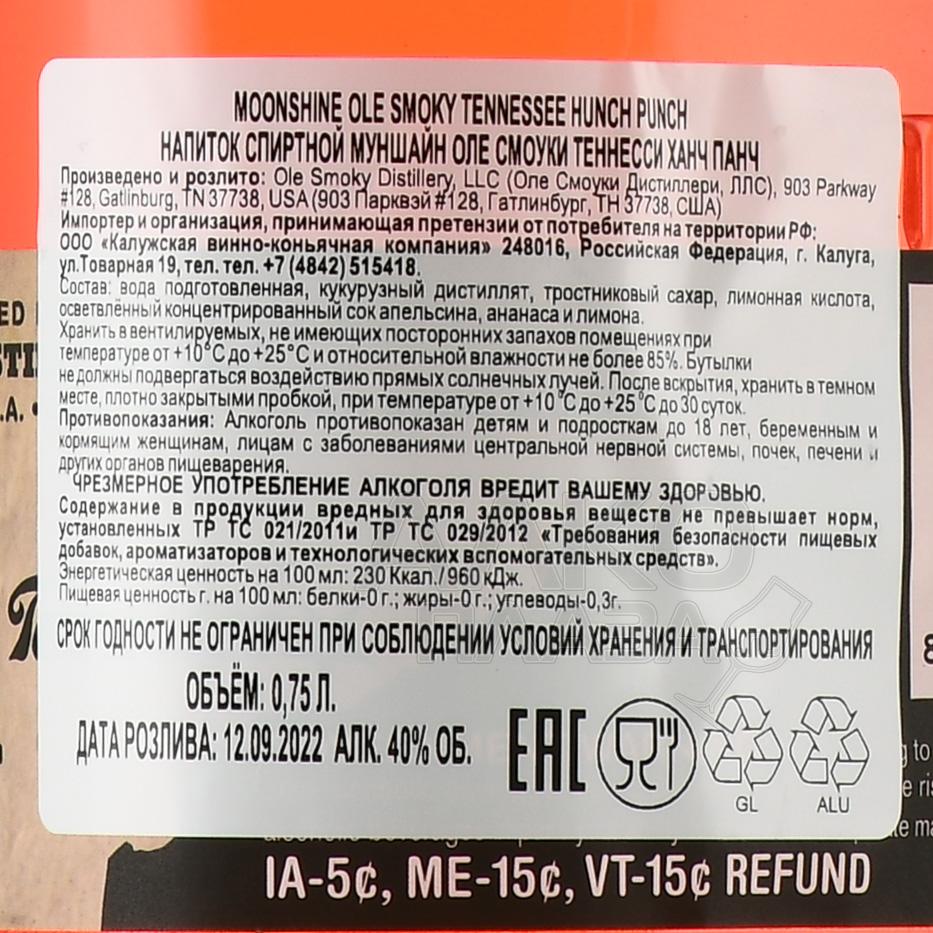 MOONSHINE OLE SMOKY TENNESSEE HUNCH PUNCH
НАПИТОК СПИРТНОЙ МУНШАЙН ОЛЕ СМОУКИ ТЕННЕССИ ХАНЧ ПАНЧ
Произведено и розлито: Ole Smoky Distillery, LLC (Оле Смоуки Дистиллери, ЛЛС), 903 Parkway
#128, Gatlinburg, TN 37738, USA (903 Парквэй #128, Гатлинбург, ТН 37738, США)
Импортер и организация, принимающая претензии от потребителя на территории РФ:
ООО «Калужская винно-коньячная компания» 248016, Российская Федерация, г. Калуга,
ул.Товарная 19, тел. тел. +7 (4842) 515418.
Состав: вода подготовленная, кукурузный дистиллят, тростниковый сахар, лимонная кислота,
осветлённый концентрированный сок апельсина, ананаса и лимона.
Хранить в вентилируемых, не имеющих посторонних запахов помещениях при
температуре от +10°С до +25°С и относительной влажности не более 85%. Бутылки
не должны подвергаться воздействию прямых солнечных лучей. После вскрытия, хранить в темном
месте, плотно закрытыми пробкой, при температуре от +10°С до +25°С до 30 суток.
Противопоказания: Алкоголь противопоказан детям и подросткам до 18 лет, беременным и
кормящим женщинам, лицам с заболеваниями центральной нервной системы, почек, печени и
других органов пищеварения.
ЧРЕЗМЕРНОЕ УПОТРЕБЛЕНИЕ АЛКОГОЛЯ ВРЕДИТ ВАШЕМУ ЗДОРОВЬЮ.
Содержание в продукции вредных для здоровья веществ не превышает норм,
установленных ТР ТС 021/2011и ТР ТС 029/2012 «Требования безопасности пищевых
добавок, ароматизаторов и технологических вспомогательных средств».
Энергетическая ценность на 100 мл: 230 Ккал./ 960 кДж.
Пищевая ценность г. на 100 мл: белки-0 г.; жиры-0 г.; углеводы-0,3г.
СРОК ГОДНОСТИ НЕ ОГРАНИЧЕН ПРИ СОБЛЮДЕНИИ УСЛОВИЙ ХРАНЕНИЯ И ТРАНСПОРТИРОВАНИЯ
ОБЪЁМ: 0,75 Л.
ДАТА РОЗЛИВА: 12.09.2022 АЛК. 40% ОБ.
EAC
GL ALU
IA-5¢, ME-15¢, VT-15¢ REFUND